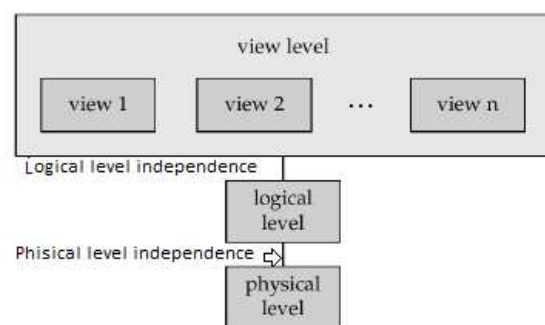 view level
view 1 view 2 ... view n
Logical level independence
logical
level
Phisical level independence
physical
level